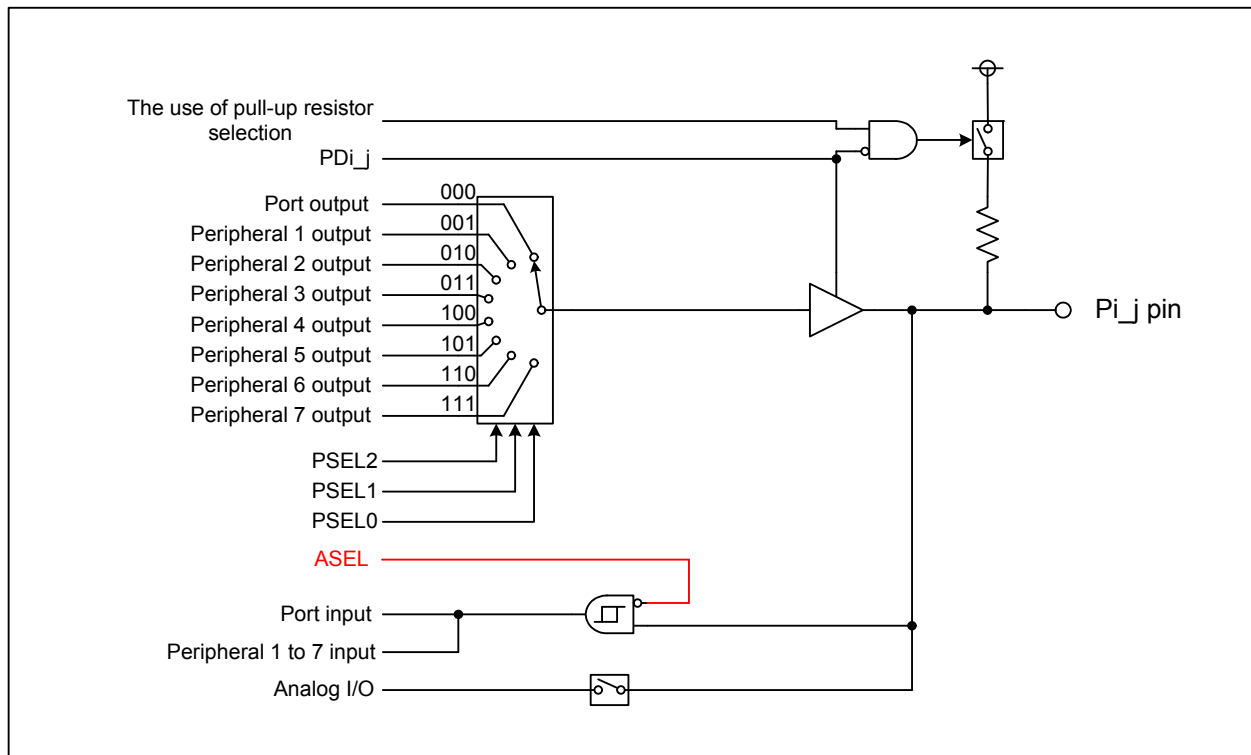 The use of pull-up resistor
selection
PDi_j
Port output 000
Peripheral 1 output 001
Peripheral 2 output 010
Peripheral 3 output 011
Peripheral 4 output 100
Peripheral 5 output 101
Peripheral 6 output 110
Peripheral 7 output 111
Pi_j pin
PSEL2
PSEL1
PSEL0
ASEL
Port input
Peripheral 1 to 7 input
Analog I/O